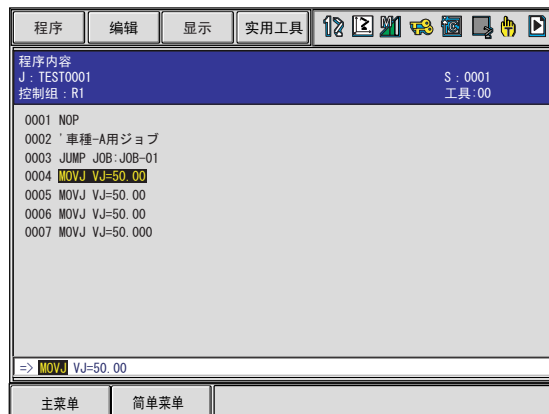 程序 编辑 显示 实用工具
程序内容
J：TEST0001 S：0001
控制组：R1 工具:00
0001 NOP
0002 '車種-A用ジョブ
0003 JUMP JOB:JOB-01
0004 MOVJ VJ=50.00
0005 MOVJ VJ=50.00
0006 MOVJ VJ=50.00
0007 MOVJ VJ=50.000
=> MOVJ VJ=50.00
主菜单 简单菜单